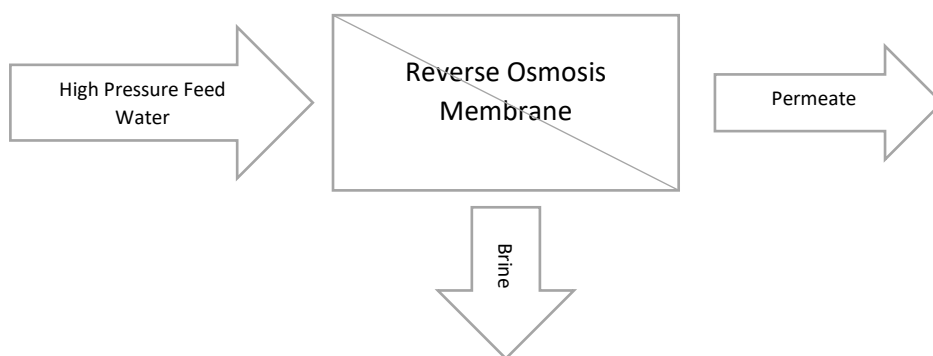 High Pressure Feed
Water
Reverse Osmosis
Membrane
Permeate
Brine